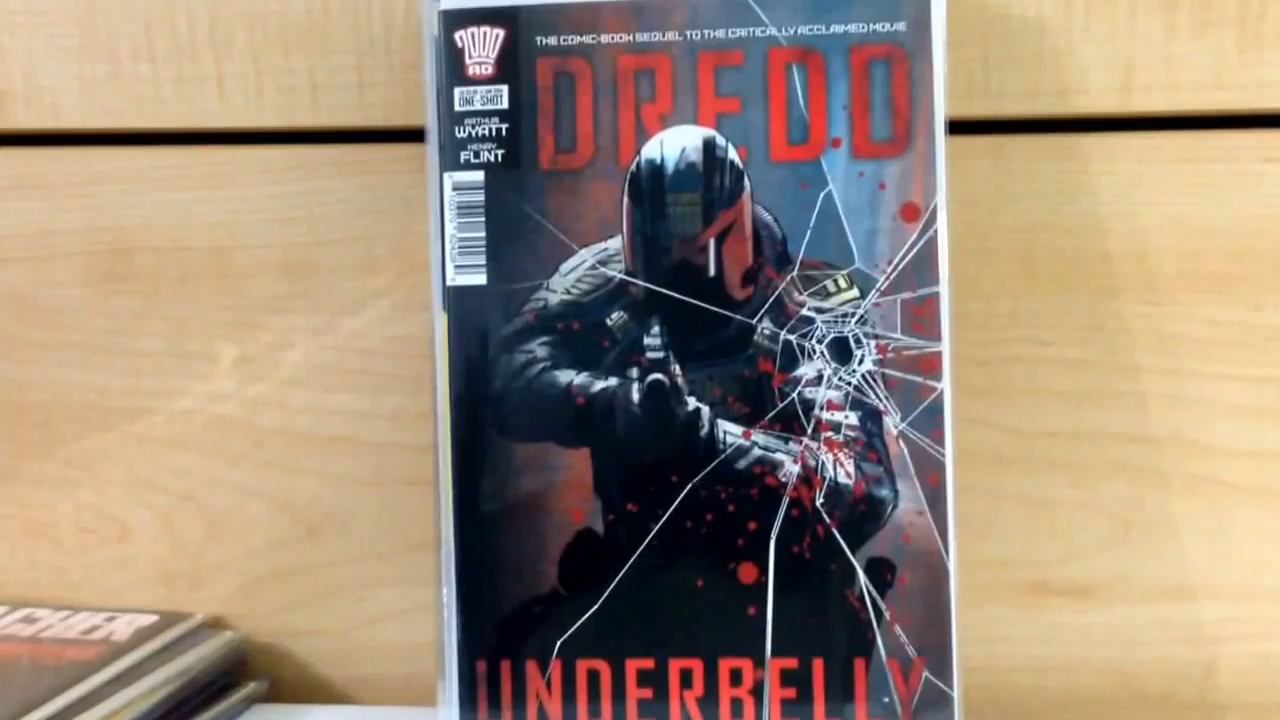 THE COMIC-BOOK SEQUEL TO THE CRITICALLY ACCLAIMED MOVIE
2000
AD
DREDD
ONE-SHOT
ARTHUR
WYATT
HENRY
FLINT
UNDERBELLY